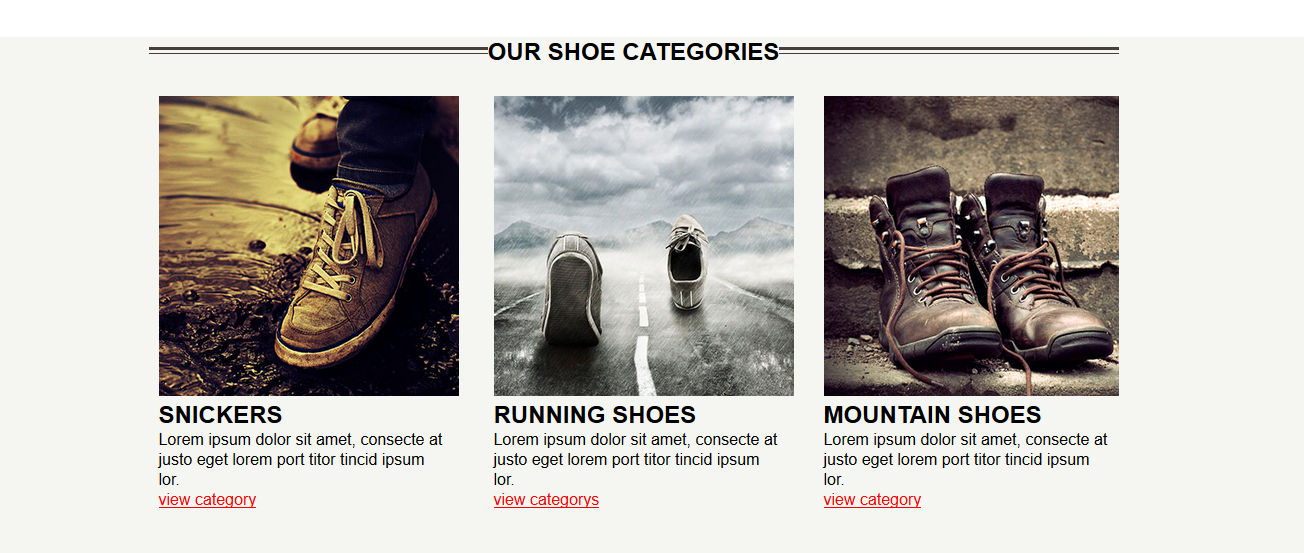 OUR SHOE CATEGORIES
SNICKERS
Lorem ipsum dolor sit amet, consecte at
justo eget lorem port titor tincid ipsum
lor.
view category
RUNNING SHOES
Lorem ipsum dolor sit amet, consecte at
justo eget lorem port titor tincid ipsum
lor.
view categorys
MOUNTAIN SHOES
Lorem ipsum dolor sit amet, consecte at
justo eget lorem port titor tincid ipsum
lor.
view category